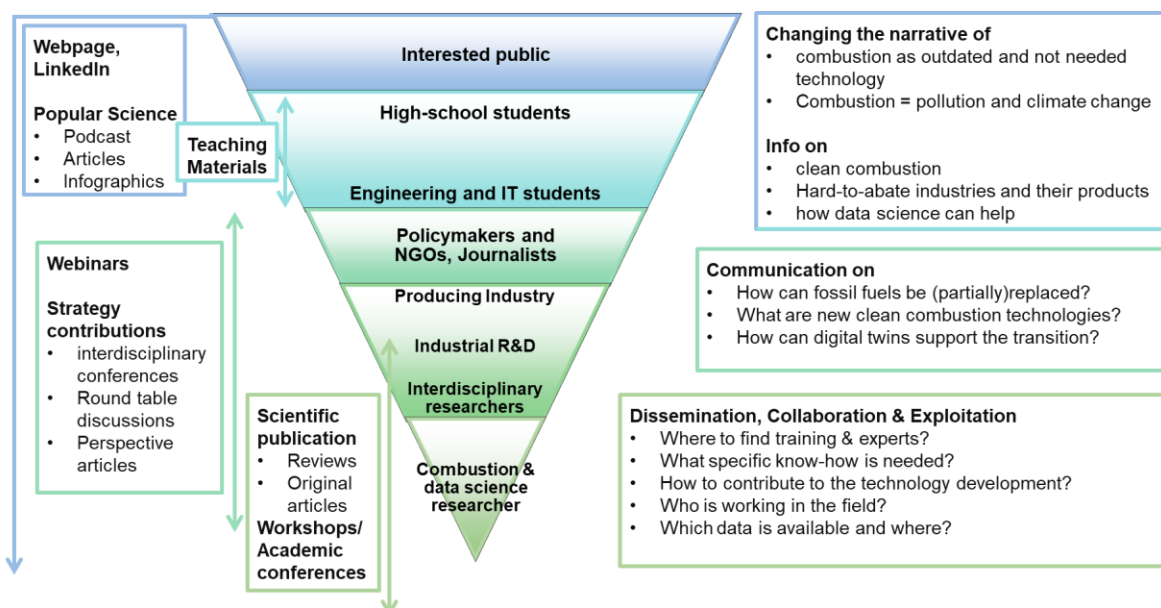 Webpage,
LinkedIn
Popular Science
• Podcast
• Articles
• Infographics
Teaching
Materials
Webinars
Strategy
contributions
• interdisciplinary
conferences
• Round table
discussions
• Perspective
articles
Scientific
publication
• Reviews
• Original
articles
Workshops/
Academic
conferences
Interested public
High-school students
Engineering and IT students
Policymakers and
NGOs, Journalists
Producing Industry
Industrial R&D
Interdisciplinary
researchers
Combustion &
data science
researcher
Changing the narrative of
• combustion as outdated and not needed
technology
• Combustion = pollution and climate change
Info on
• clean combustion
• Hard-to-abate industries and their products
• how data science can help
Communication on
• How can fossil fuels be (partially)replaced?
• What are new clean combustion technologies?
• How can digital twins support the transition?
Dissemination, Collaboration & Exploitation
• Where to find training & experts?
• What specific know-how is needed?
• How to contribute to the technology development?
• Who is working in the field?
• Which data is available and where?